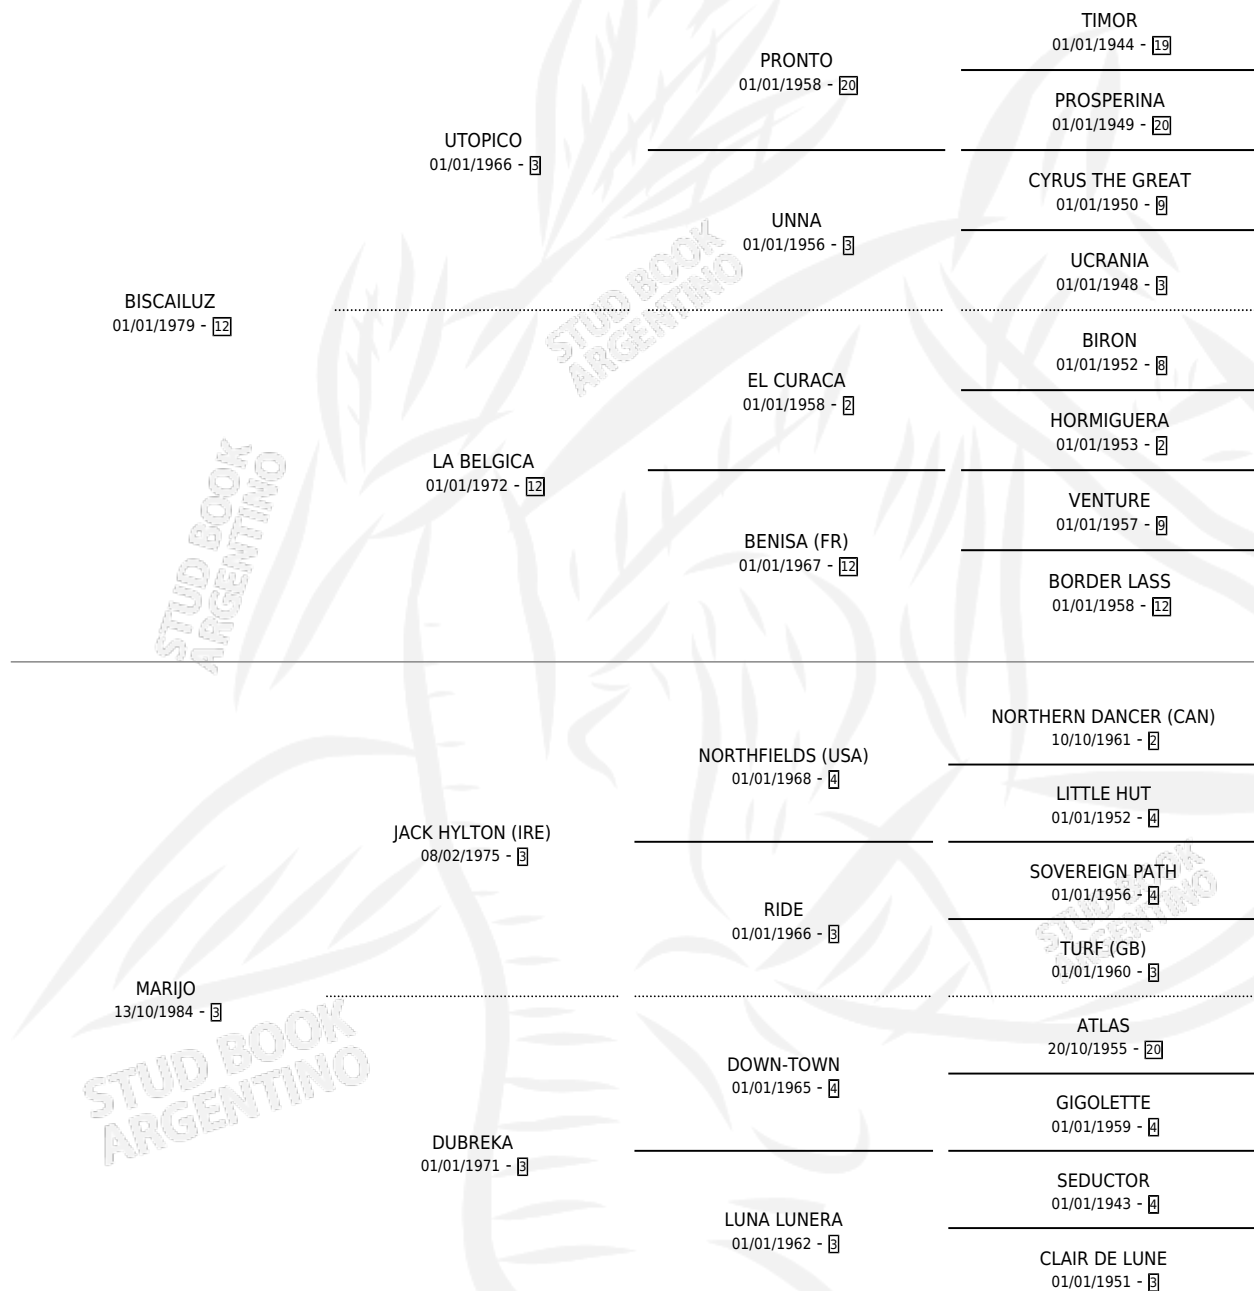 TIMOR
01/01/1944 - 19
PRONTO
01/01/1958 - 20
PROSPERINA
01/01/1949 - 20
UTOPICO
01/01/1966 - 3
CYRUS THE GREAT
01/01/1950 - 9
UNNA
01/01/1956 - 3
UCRANIA
01/01/1948 - 3
BISCAILUZ
01/01/1979 - 12
BIRON
01/01/1952 - 8
EL CURACA
01/01/1958 - 2
HORMIGUERA
01/01/1953 - 2
LA BELGICA
01/01/1972 - 12
VENTURE
01/01/1957 - 9
BENISA (FR)
01/01/1967 - 12
BORDER LASS
01/01/1958 - 12
STUD BOOK
ARGENTINO
STUD BOOK
ARGENTINO
NORTHERN DANCER (CAN)
10/10/1961 - 2
NORTHFIELDS (USA)
01/01/1968 - 4
LITTLE HUT
01/01/1952 - 4
JACK HYLTON (IRE)
08/02/1975 - 3
SOVEREIGN PATH
01/01/1956 - 4
RIDE
01/01/1966 - 3
TURF (GB)
01/01/1960 - 3
MARIJO
13/10/1984 - 3
ATLAS
20/10/1955 - 20
DOWN-TOWN
01/01/1965 - 4
GIGOLETTE
01/01/1959 - 4
DUBREKA
01/01/1971 - 3
SEDUCTOR
01/01/1943 - 4
LUNA LUNERA
01/01/1962 - 3
CLAIR DE LUNE
01/01/1951 - 3
STUD BOOK
ARGENTINO
STUD BOOK
ARGENTINO